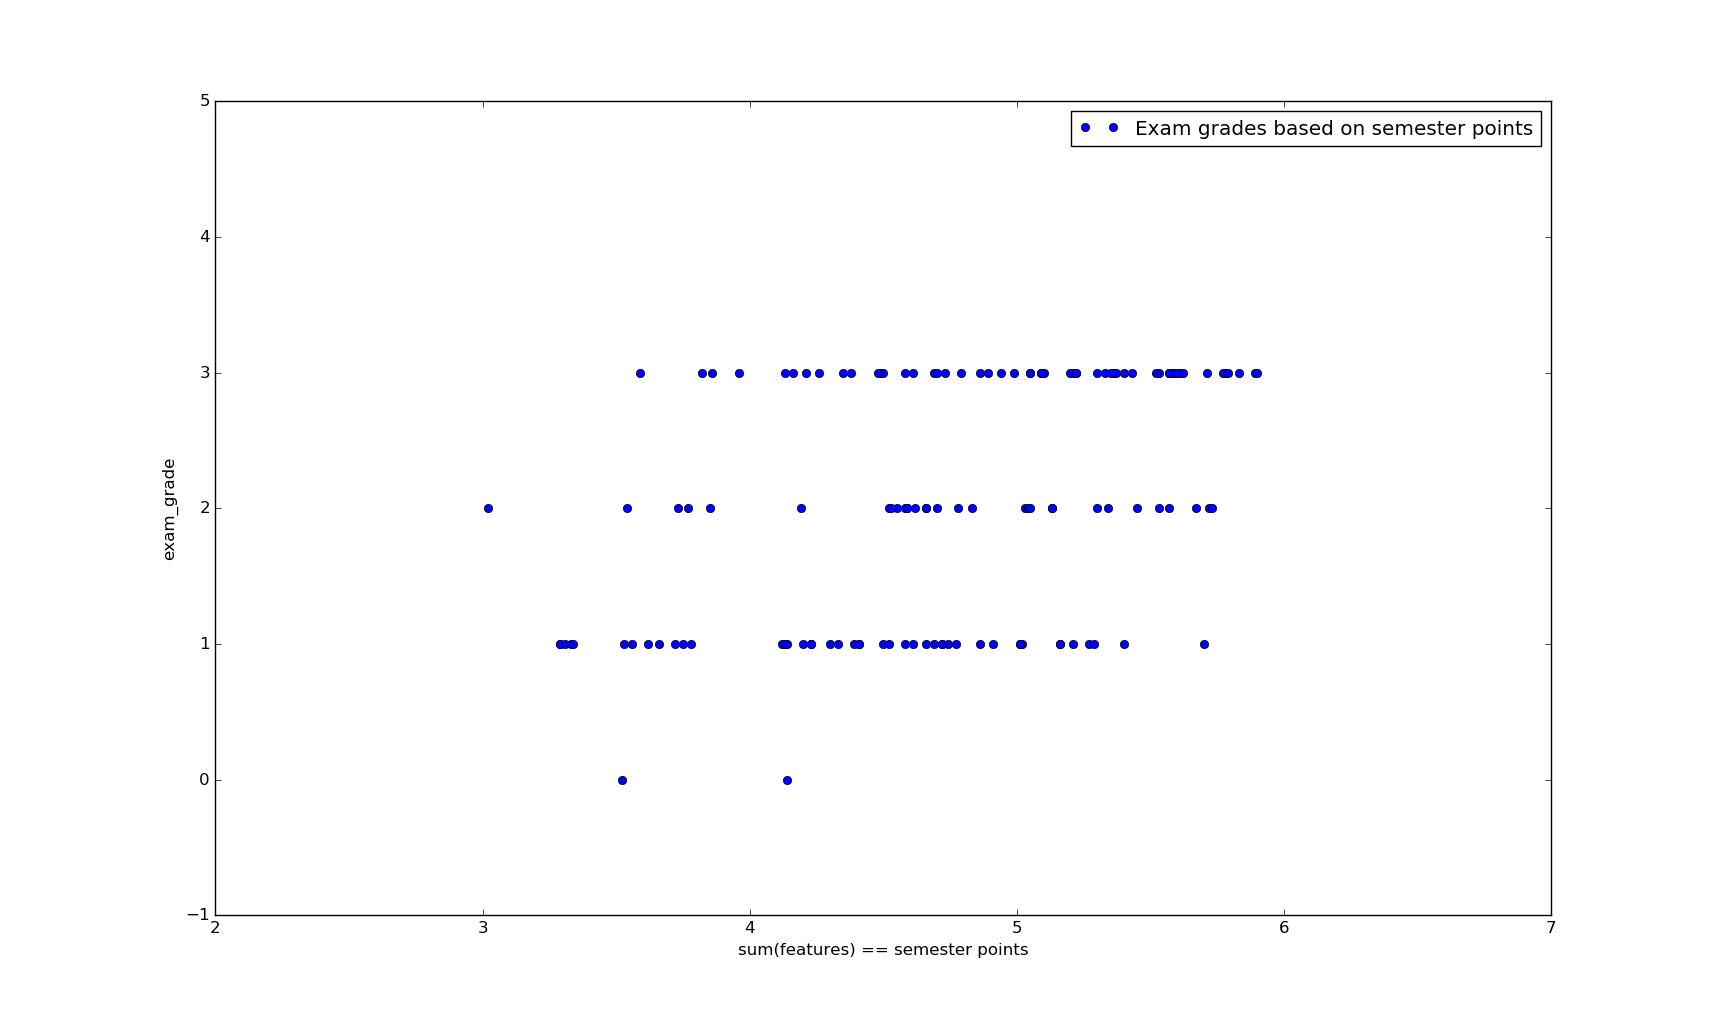 5
Exam grades based on semester points
4
3
exam_grade
2
1
0
−1
2 3 4 5 6 7
sum(features) == semester points